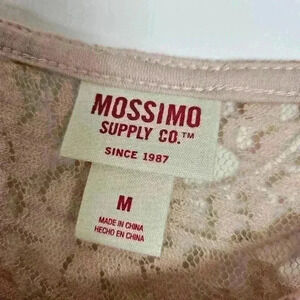 MOSSIMO
SUPPLY CO.™
SINCE 1987
M
MADE IN CHINA
HECHO EN CHINA